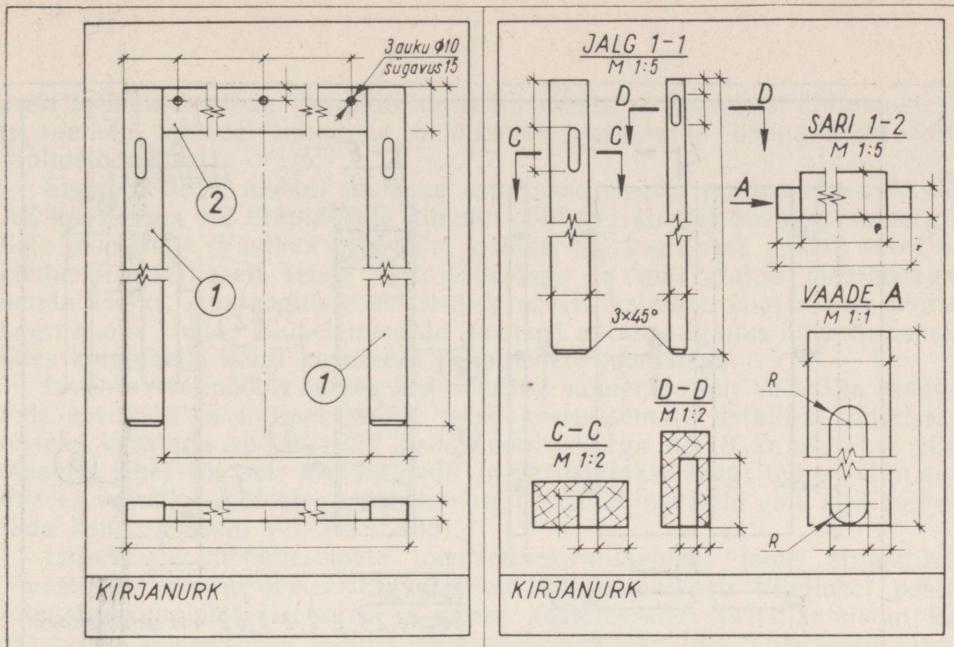 3 auku ϕ10
sügavus 15
2
1
1
KIRJANURK
JALG 1-1
M 1:5
D D
C C
SARI 1-2
M 1:5
A
VAADE A
M 1:1
3×45°
R
D-D
M 1:2
C-C
M 1:2
R
KIRJANURK